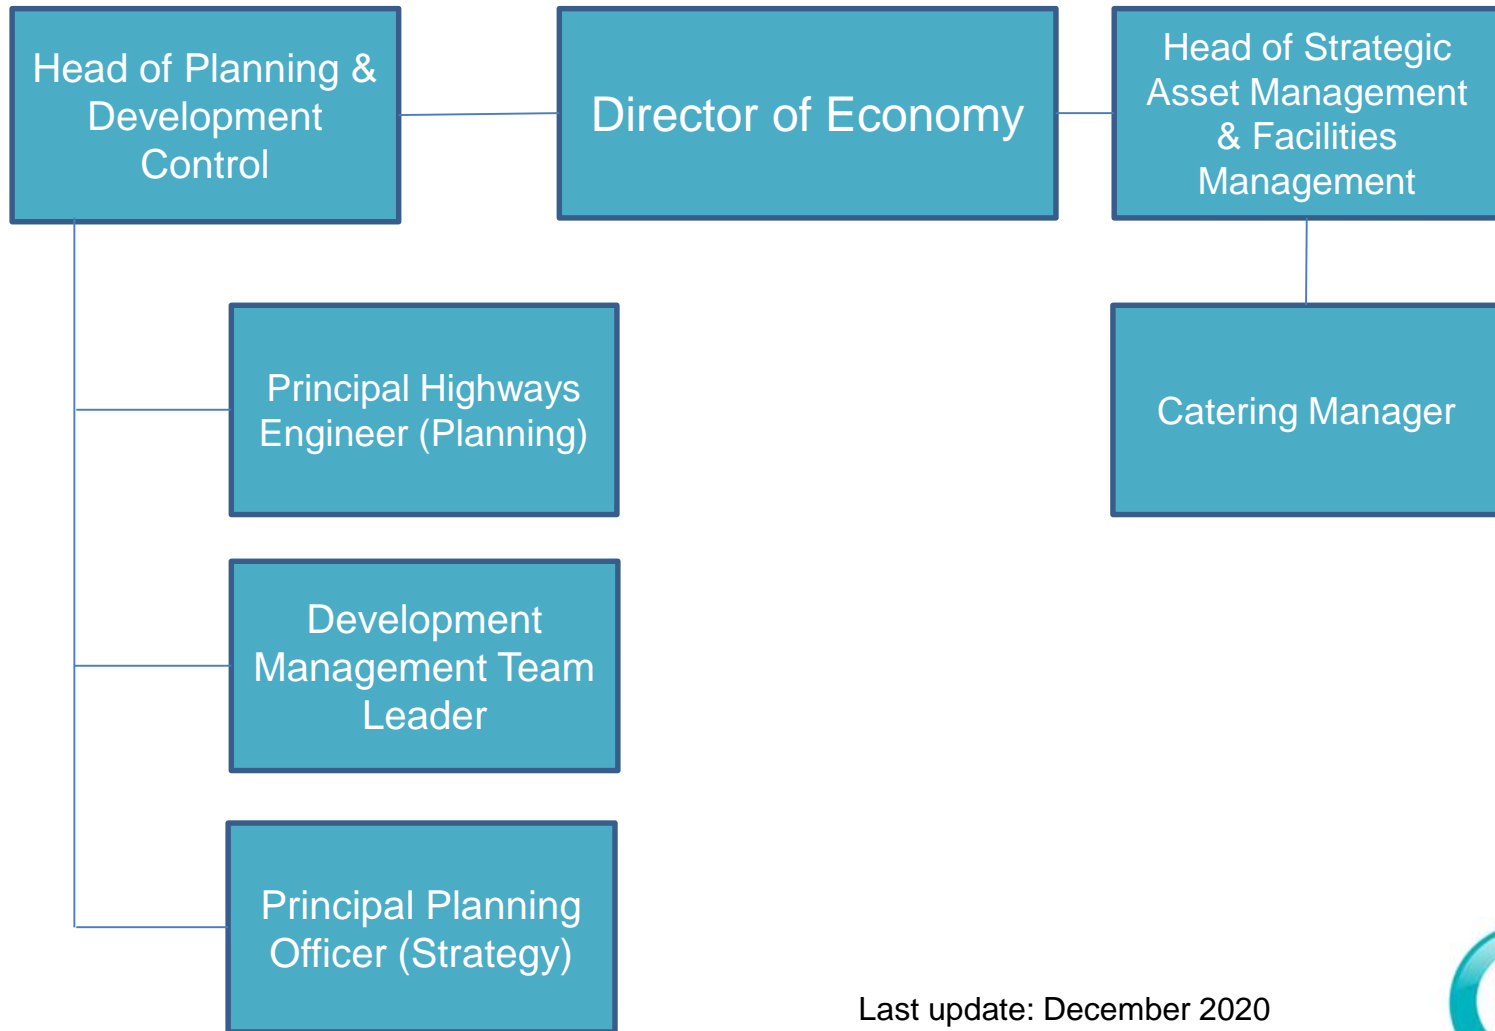 Head of Planning &
Development
Control
Director of Economy
Head of Strategic
Asset Management
& Facilities
Management
Principal Highways
Engineer (Planning)
Catering Manager
Development
Management Team
Leader
Principal Planning
Officer (Strategy)
Last update: December 2020